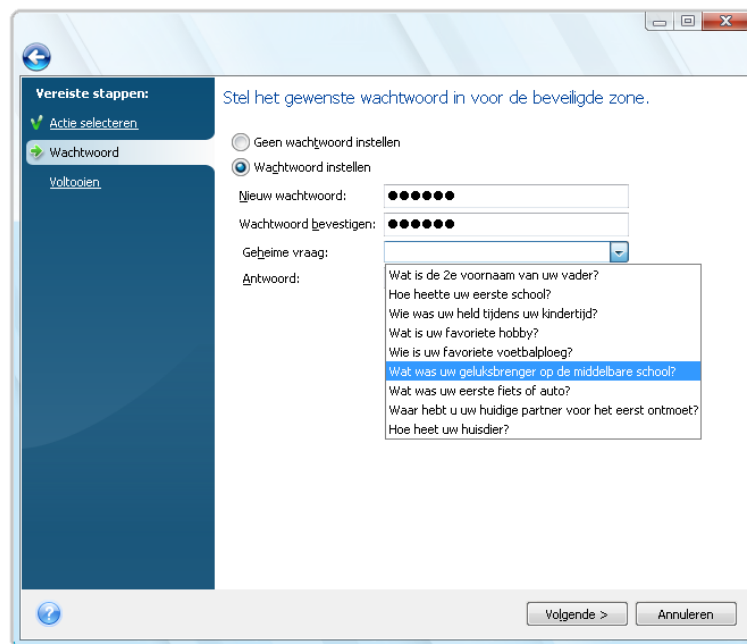 Vereiste stappen:
Actie selecteren
Wachtwoord
Voltooien
Stel het gewenste wachtwoord in voor de beveiligde zone.
Geen wachtwoord instellen
Wachtwoord instellen
Nieuw wachtwoord: ●●●●●●
Wachtwoord bevestigen: ●●●●●●
Geheime vraag:
Antwoord:
Wat is de 2e voornaam van uw vader?
Hoe heette uw eerste school?
Wie was uw held tijdens uw kindertijd?
Wat is uw favoriete hobby?
Wie is uw favoriete voetbalploeg?
Wat was uw geluksbrenger op de middelbare school?
Wat was uw eerste fiets of auto?
Waar hebt u uw huidige partner voor het eerst ontmoet?
Hoe heet uw huisdier?
Volgende >
Annuleren